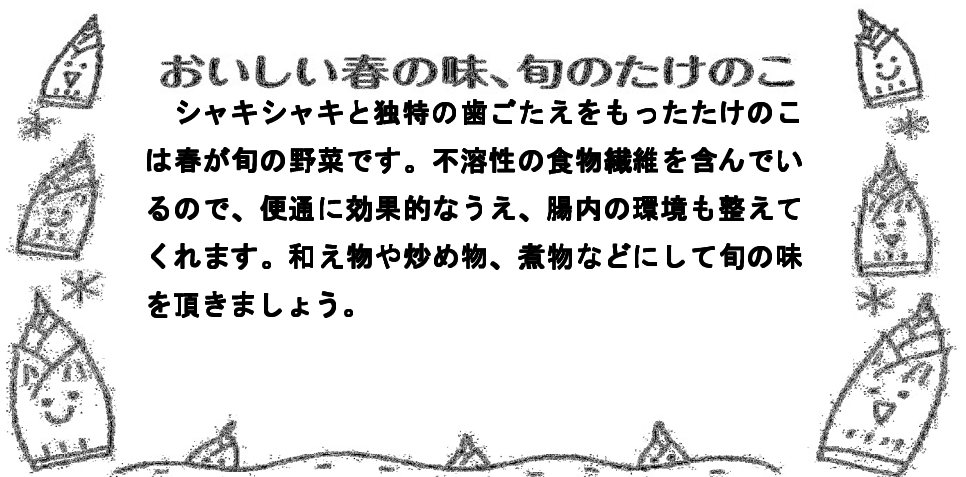 おいしい春の味、旬のたけのこ
シャキシャキと独特の歯ごたえをもったたけのこ
は春が旬の野菜です。不溶性の食物繊維を含んでい
るので、便通に効果的なうえ、腸内の環境も整えて
くれます。和え物や炒め物、煮物などにして旬の味
を頂きましょう。